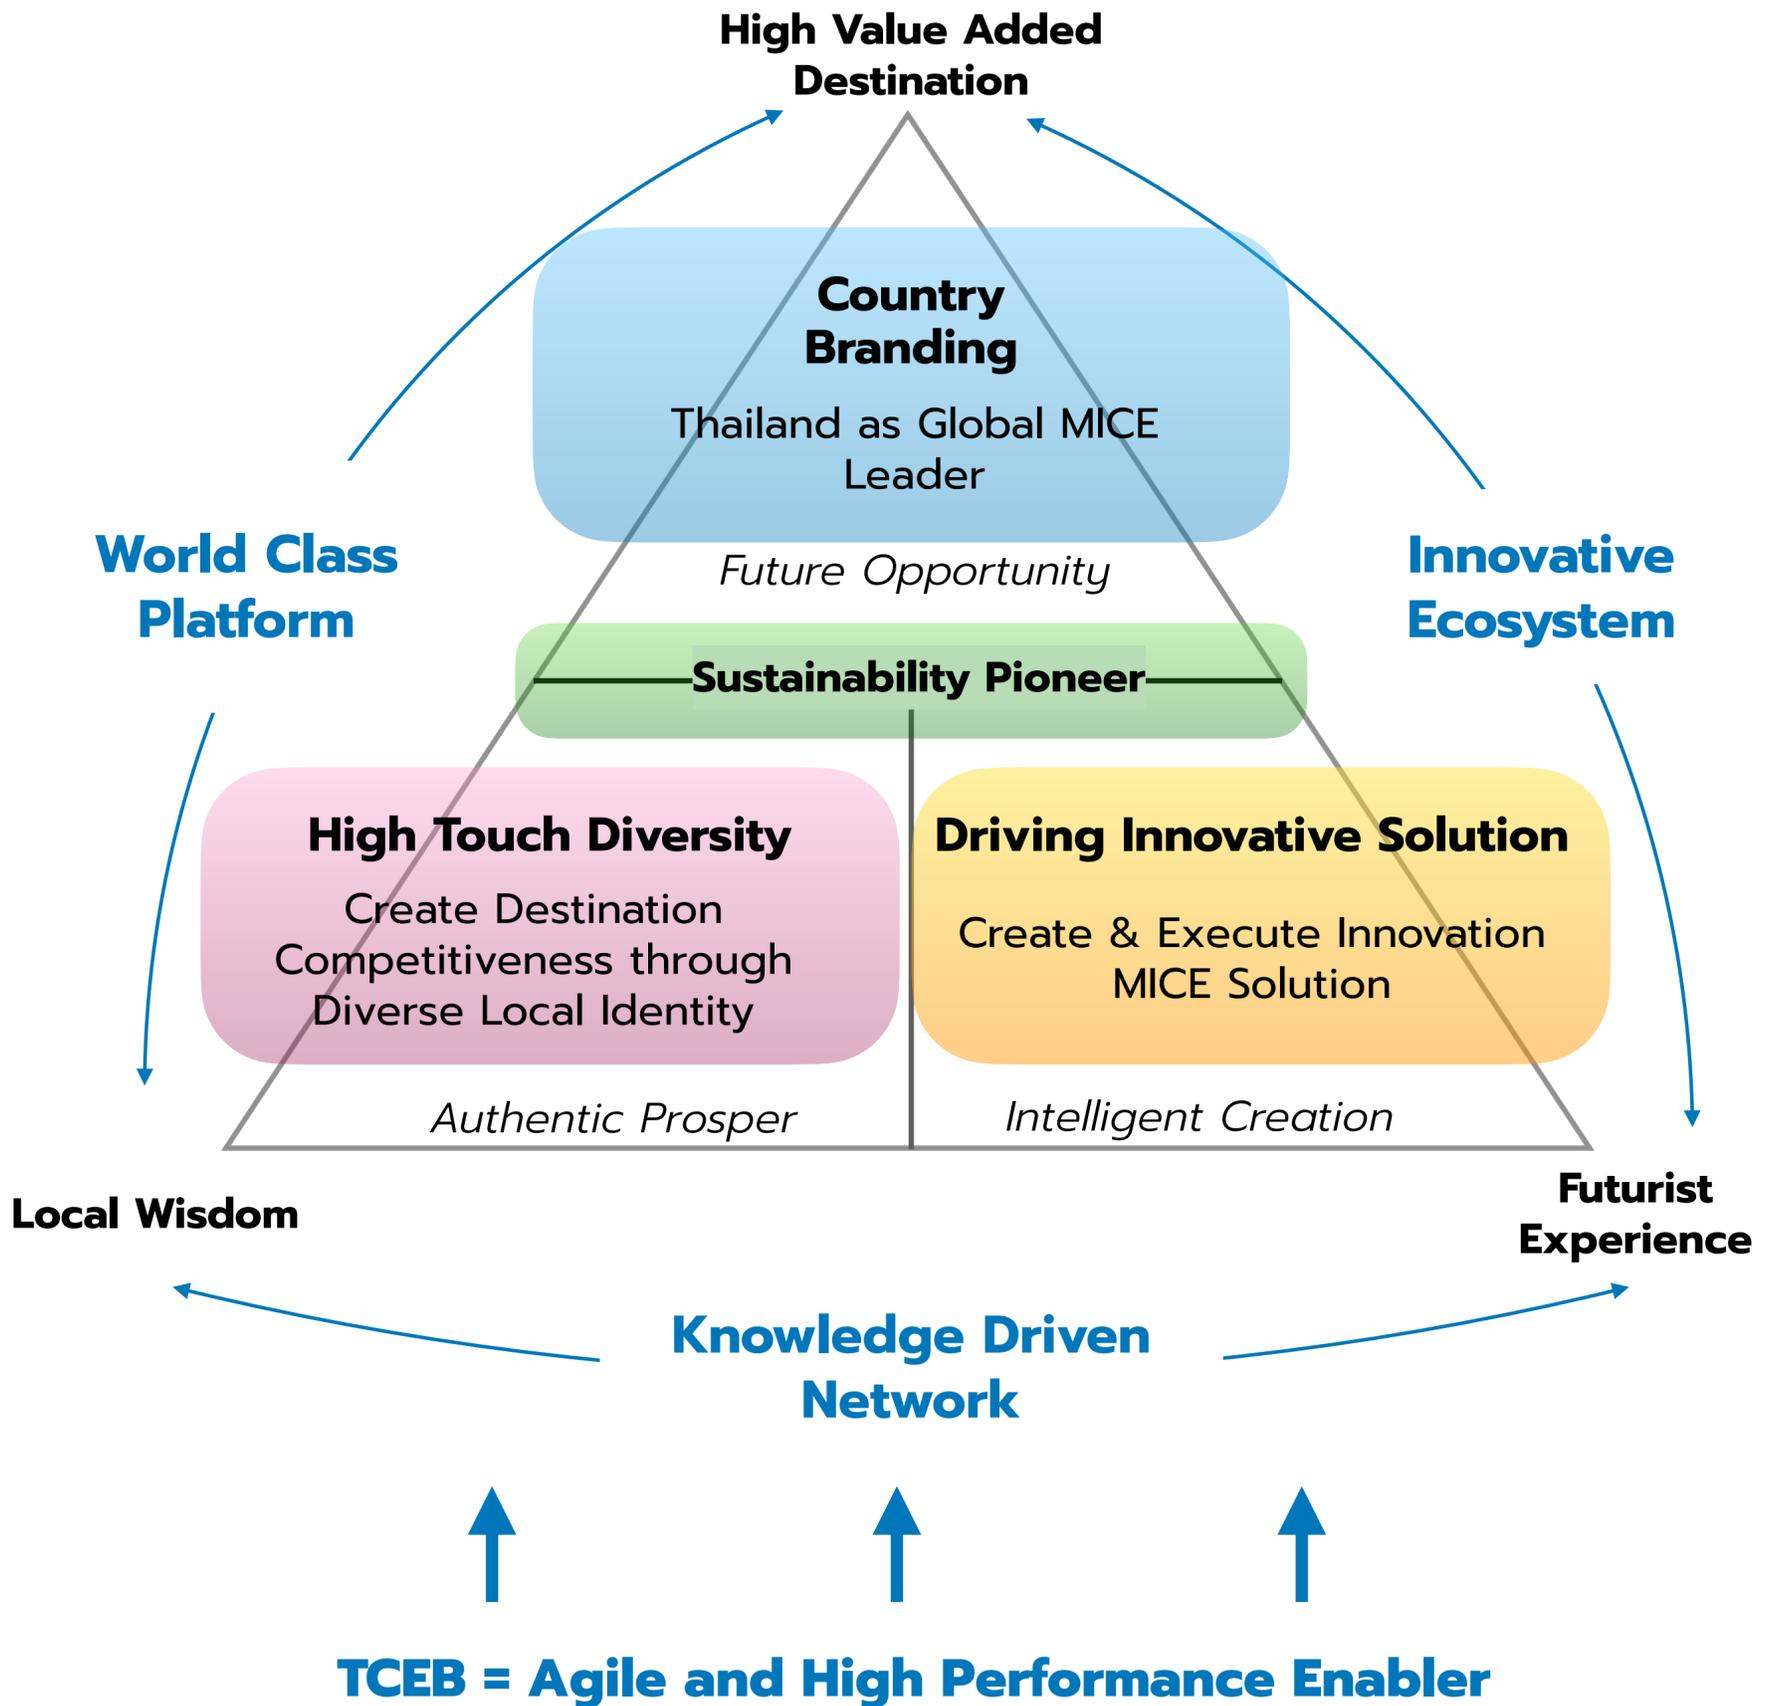 High Value Added
Destination
Country
Branding
Thailand as Global MICE
Leader
World Class
Platform
Future Opportunity
Innovative
Ecosystem
Sustainability Pioneer
High Touch Diversity
Create Destination
Competitiveness through
Diverse Local Identity
Driving Innovative Solution
Create & Execute Innovation
MICE Solution
Authentic Prosper
Intelligent Creation
Local Wisdom
Futurist
Experience
Knowledge Driven
Network
TCEB = Agile and High Performance Enabler